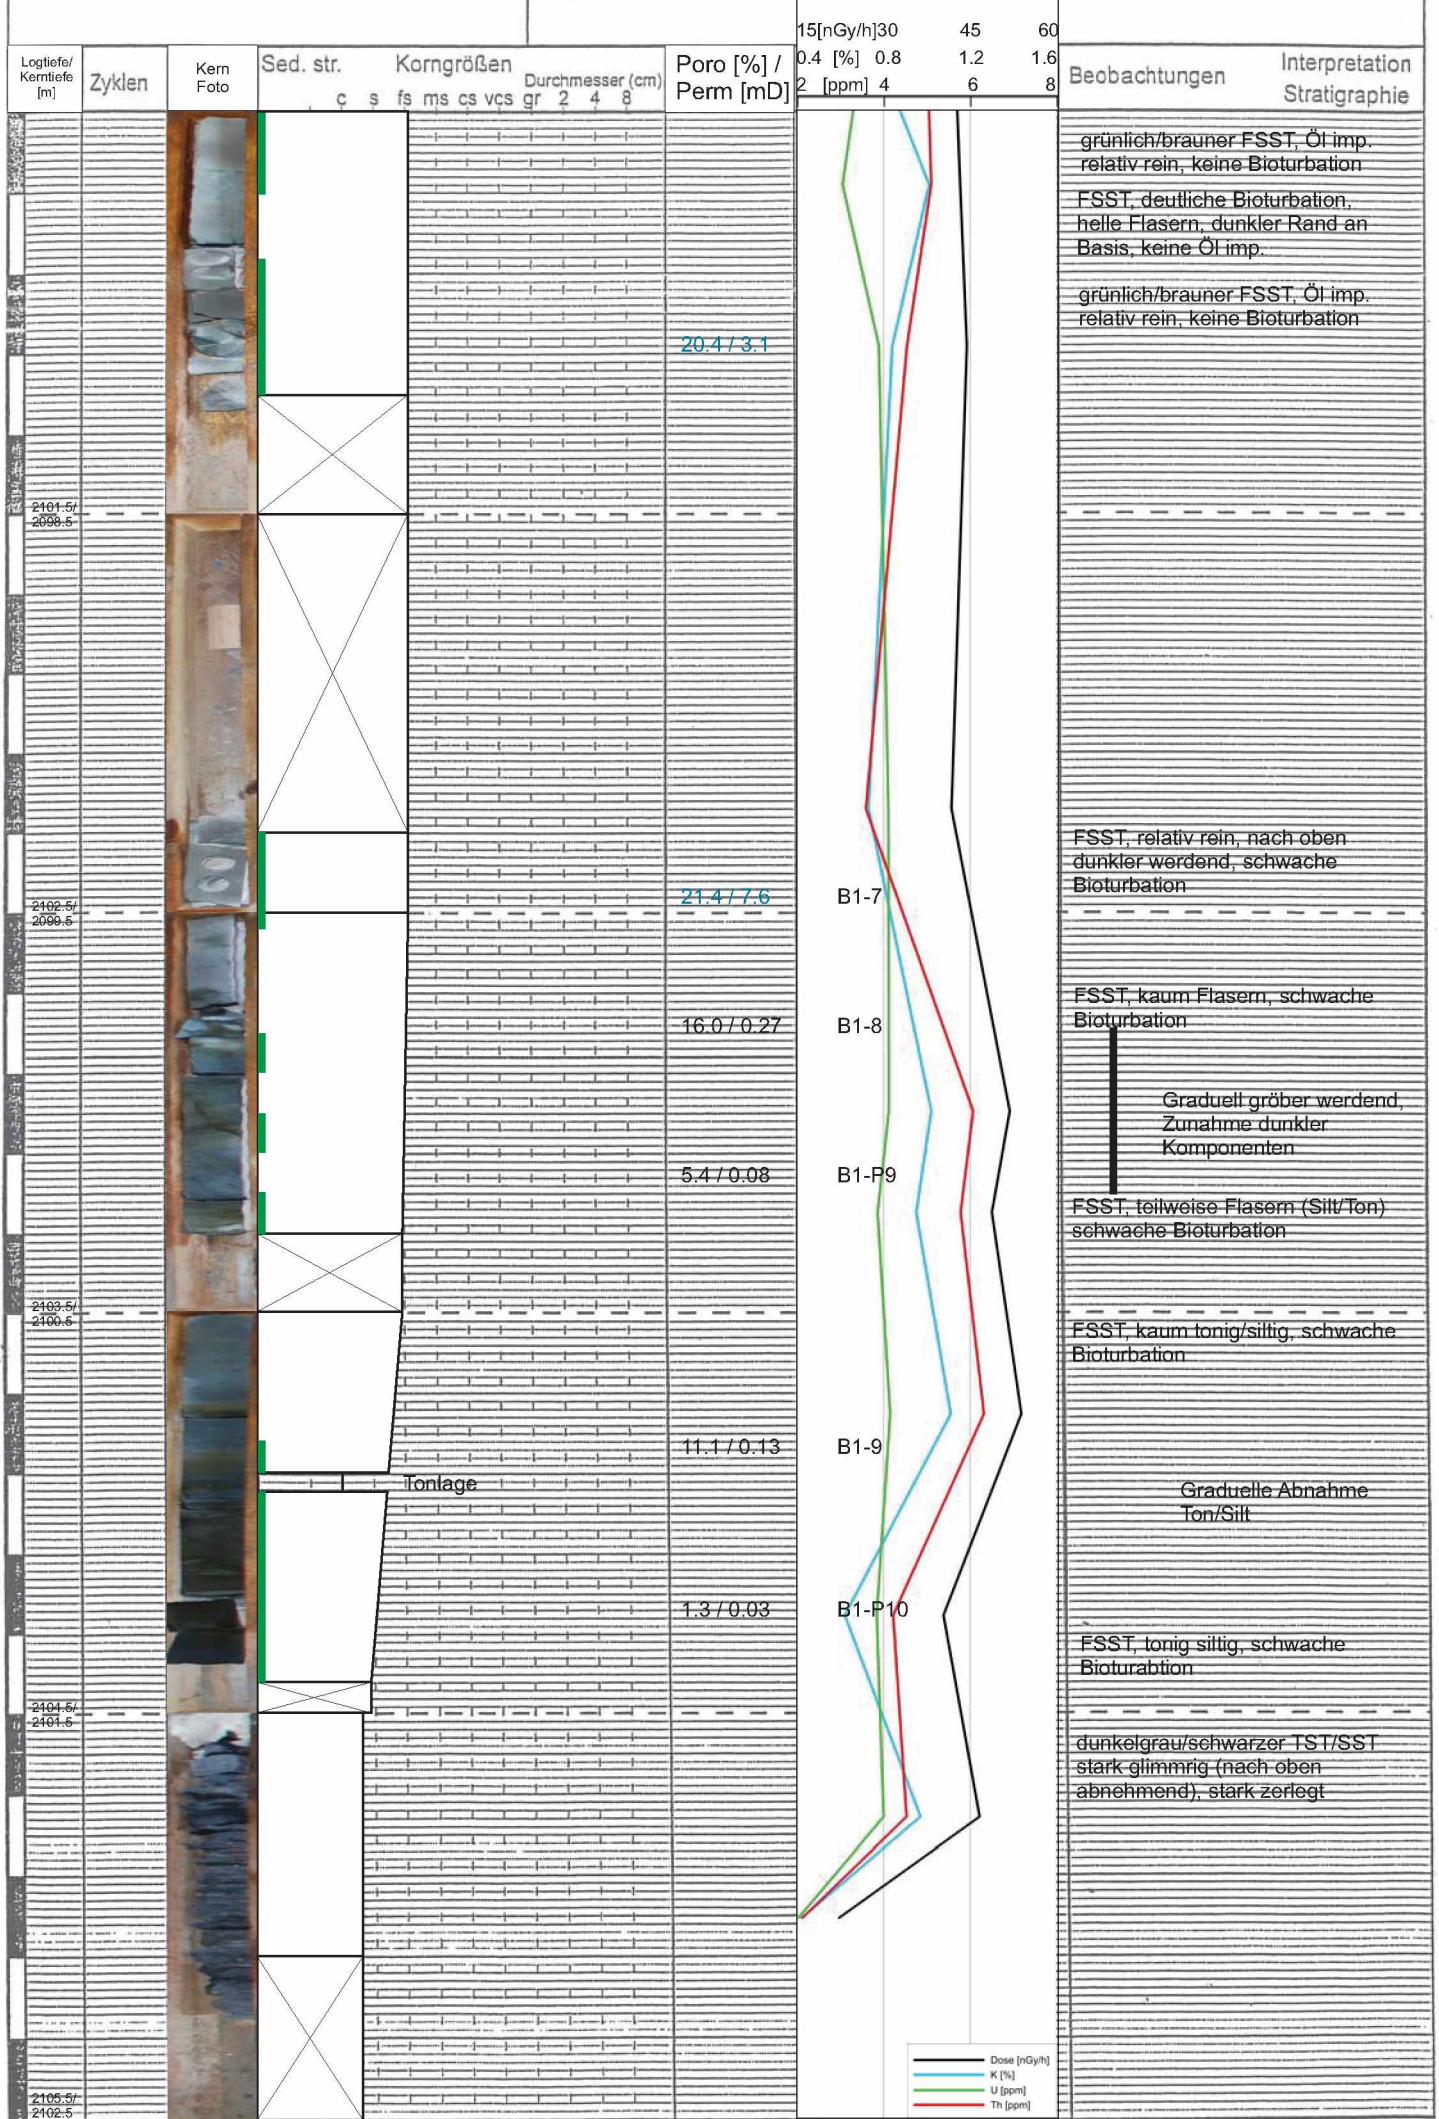 15[nGy/h]30 45 60
0.4 [%] 0.8 1.2 1.6
2 [ppm] 4 6 8
Logtiefe/
Kerntiefe
[m]
Zyklen
Kern
Foto
Sed. str.
Korngrößen
Durchmesser (cm)
c s fs ms cs vcs gr 2 4 8
Poro [%] /
Perm [mD]
Beobachtungen
Interpretation
Stratigraphie
grünlich/brauner FSST, Öl imp.
relativ rein, keine Bioturbation
FSST, deutliche Bioturbation,
helle Flasern, dunkler Rand an
Basis, keine Öl imp.
grünlich/brauner FSST, Öl imp.
relativ rein, keine Bioturbation
20.4 / 3.1
2101.5/
2098.5
FSST, relativ rein, nach oben
dunkler werdend, schwache
Bioturbation
21.4 / 7.6
B1-7
2102.5/
2099.5
FSST, kaum Flasern, schwache
Bioturbation
16.0 / 0.27
B1-8
Graduell gröber werdend,
Zunahme dunkler
Komponenten
5.4 / 0.08
B1-P9
FSST, teilweise Flasern (Silt/Ton)
schwache Bioturbation
2103.5/
2100.5
FSST, kaum tonig/siltig, schwache
Bioturbation
11.1 / 0.13
B1-9
Tonlage
Graduelle Abnahme
Ton/Silt
1.3 / 0.03
B1-P10
FSST, tonig siltig, schwache
Bioturabtion
2104.5/
2101.5
dunkelgrau/schwarzer TST/SST
stark glimmrig (nach oben
abnehmend), stark zerlegt
Dose [nGy/h]
K [%]
U [ppm]
Th [ppm]
2105.5/
2102.5